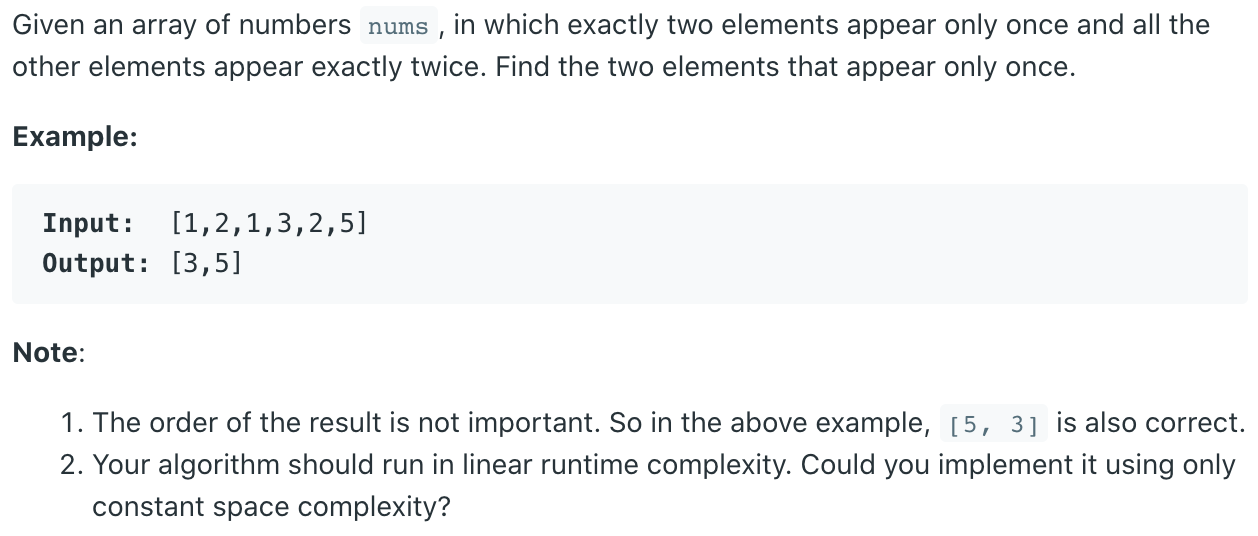 Given an array of numbers nums , in which exactly two elements appear only once and all the
other elements appear exactly twice. Find the two elements that appear only once.
Example:
Input:  [1,2,1,3,2,5]
Output: [3,5]
Note:
1. The order of the result is not important. So in the above example, [5, 3] is also correct.
2. Your algorithm should run in linear runtime complexity. Could you implement it using only
constant space complexity?